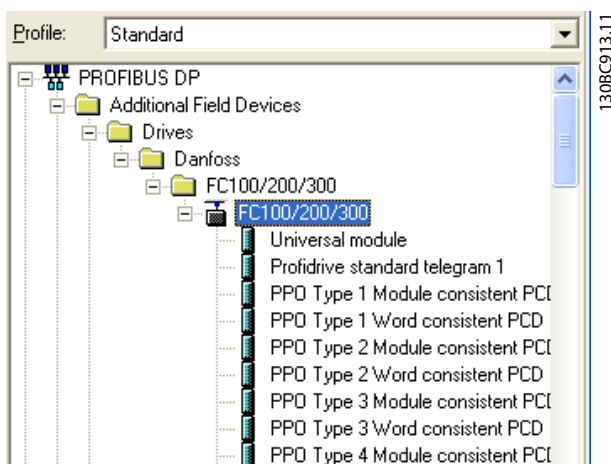 Profile: Standard
PROFIBUS DP
Additional Field Devices
Drives
Danfoss
FC100/200/300
FC100/200/300
Universal module
Profidrive standard telegram 1
PPO Type 1 Module consistent PCD
PPO Type 1 Word consistent PCD
PPO Type 2 Module consistent PCD
PPO Type 2 Word consistent PCD
PPO Type 3 Module consistent PCD
PPO Type 3 Word consistent PCD
PPO Type 4 Module consistent PCD
130BC913.11